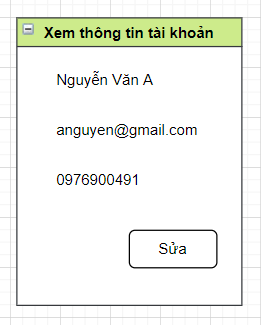 Xem thông tin tài khoản
Nguyễn Văn A
anguyen@gmail.com
0976900491
Sửa